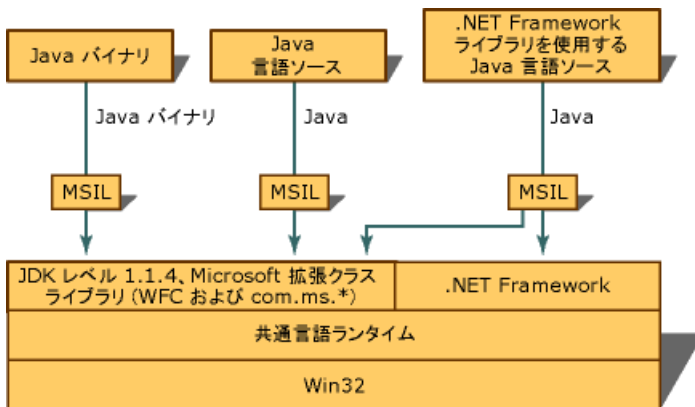 Java バイナリ
Java
言語ソース
.NET Framework
ライブラリを使用する
Java 言語ソース
Java バイナリ
Java
Java
MSIL
MSIL
MSIL
JDK レベル 1.1.4、Microsoft 拡張クラス
ライブラリ (WFC および com.ms.*)
.NET Framework
共通言語ランタイム
Win32